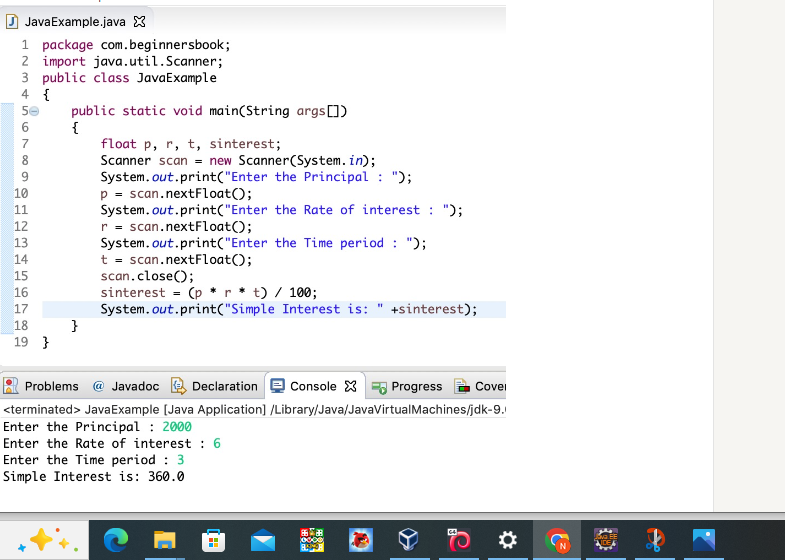 JavaExample.java
1 package com.beginnersbook;
2 import java.util.Scanner;
3 public class JavaExample
4 {
5 public static void main(String args[])
6 {
7 float p, r, t, sinterest;
8 Scanner scan = new Scanner(System.in);
9 System.out.print("Enter the Principal : ");
10 p = scan.nextFloat();
11 System.out.print("Enter the Rate of interest : ");
12 r = scan.nextFloat();
13 System.out.print("Enter the Time period : ");
14 t = scan.nextFloat();
15 scan.close();
16 sinterest = (p * r * t) / 100;
17 System.out.print("Simple Interest is: " +sinterest);
18 }
19 }
Problems @ Javadoc Declaration Console Progress Cover
<terminated> JavaExample [Java Application] /Library/Java/JavaVirtualMachines/jdk-9.
Enter the Principal : 2000
Enter the Rate of interest : 6
Enter the Time period : 3
Simple Interest is: 360.0